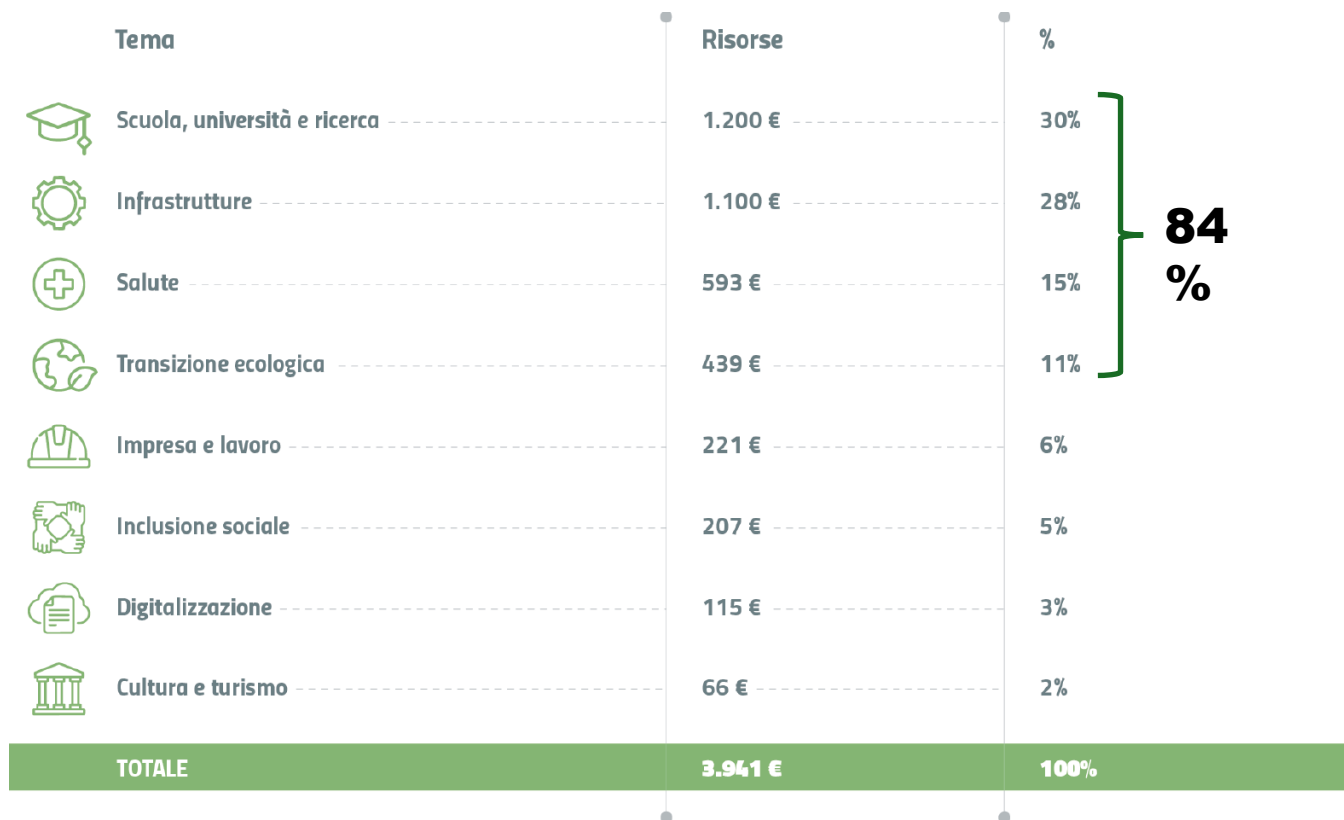 Tema Risorse %
Scuola, università e ricerca 1.200 € 30%
Infrastrutture 1.100 € 28%
84
%
Salute 593 € 15%
Transizione ecologica 439 € 11%
Impresa e lavoro 221 € 6%
Inclusione sociale 207 € 5%
Digitalizzazione 115 € 3%
Cultura e turismo 66 € 2%
TOTALE 3.941 € 100%